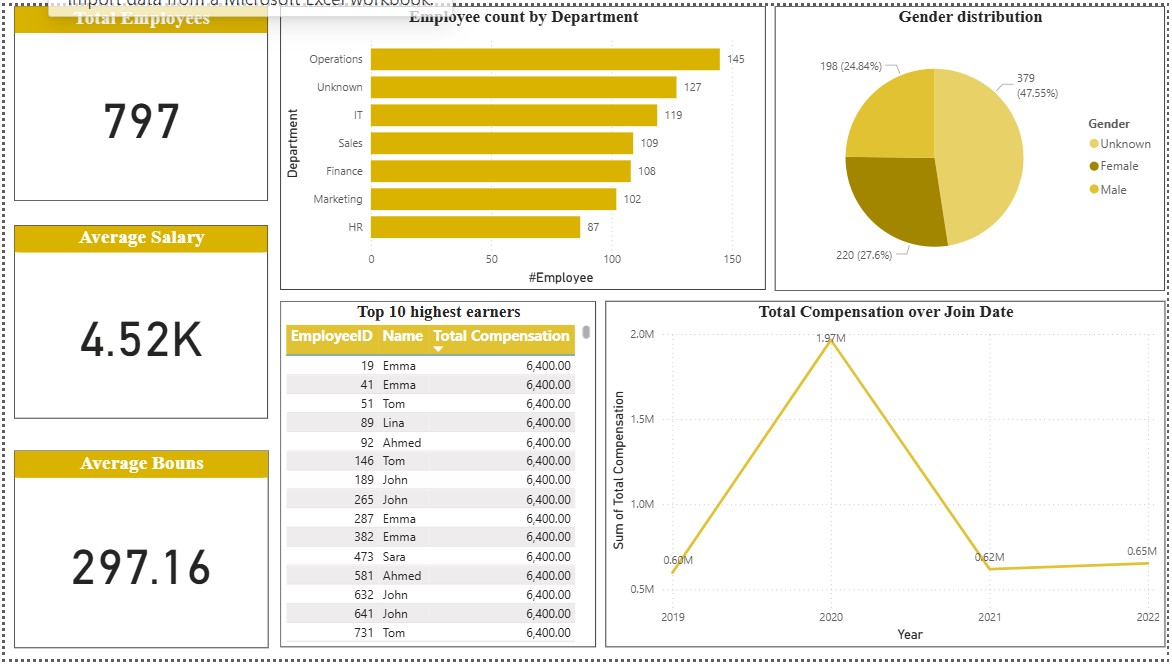 Import data from a Microsoft Excel workbook.
Total Employees
797
Average Salary
4.52K
Average Bouns
297.16
Employee count by Department
Department
Operations 145
Unknown 127
IT 119
Sales 109
Finance 108
Marketing 102
HR 87
0 50 100 150
#Employee
Gender distribution
198 (24.84%)
379
(47.55%)
220 (27.6%)
Gender
Unknown
Female
Male
Top 10 highest earners
EmployeeID Name Total Compensation
19 Emma 6,400.00
41 Emma 6,400.00
51 Tom 6,400.00
89 Lina 6,400.00
92 Ahmed 6,400.00
146 Tom 6,400.00
189 John 6,400.00
265 John 6,400.00
287 Emma 6,400.00
382 Emma 6,400.00
473 Sara 6,400.00
581 Ahmed 6,400.00
632 John 6,400.00
641 John 6,400.00
731 Tom 6,400.00
Total Compensation over Join Date
Sum of Total Compensation
2.0M
1.5M
1.0M
0.5M
0.60M
1.97M
0.62M
0.65M
2019 2020 2021 2022
Year